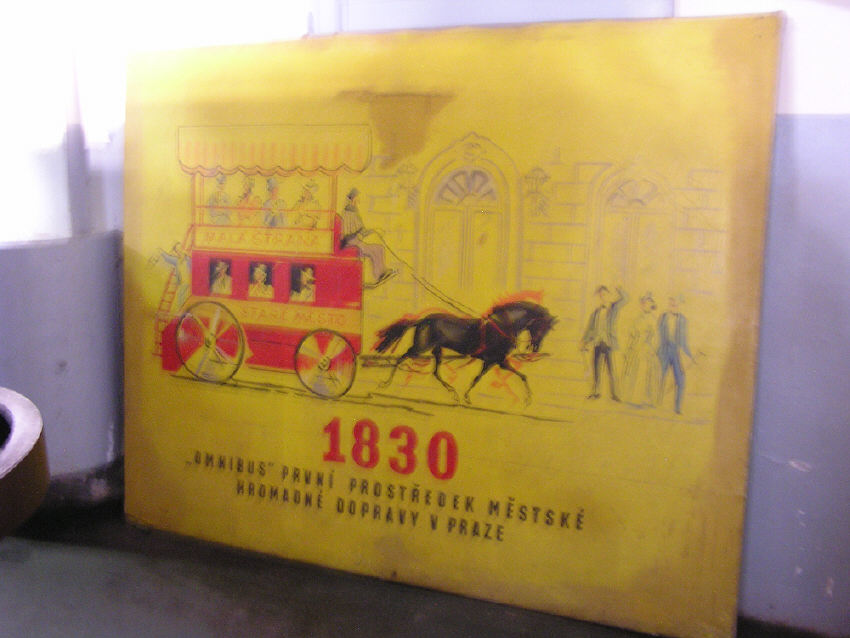 MALÁ STRANA
STARÉ MĚSTO
1830
„OMNIBUS" PRVNÍ PROSTŘEDEK MĚSTSKÉ
HROMADNÉ DOPRAVY V PRAZE